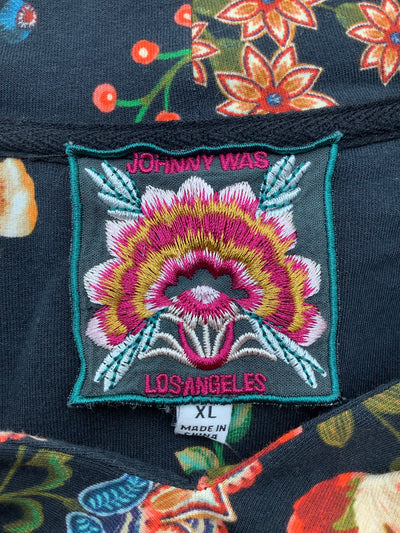 JOHNNY WAS
LOS ANGELES
XL
MADE IN
CHINA